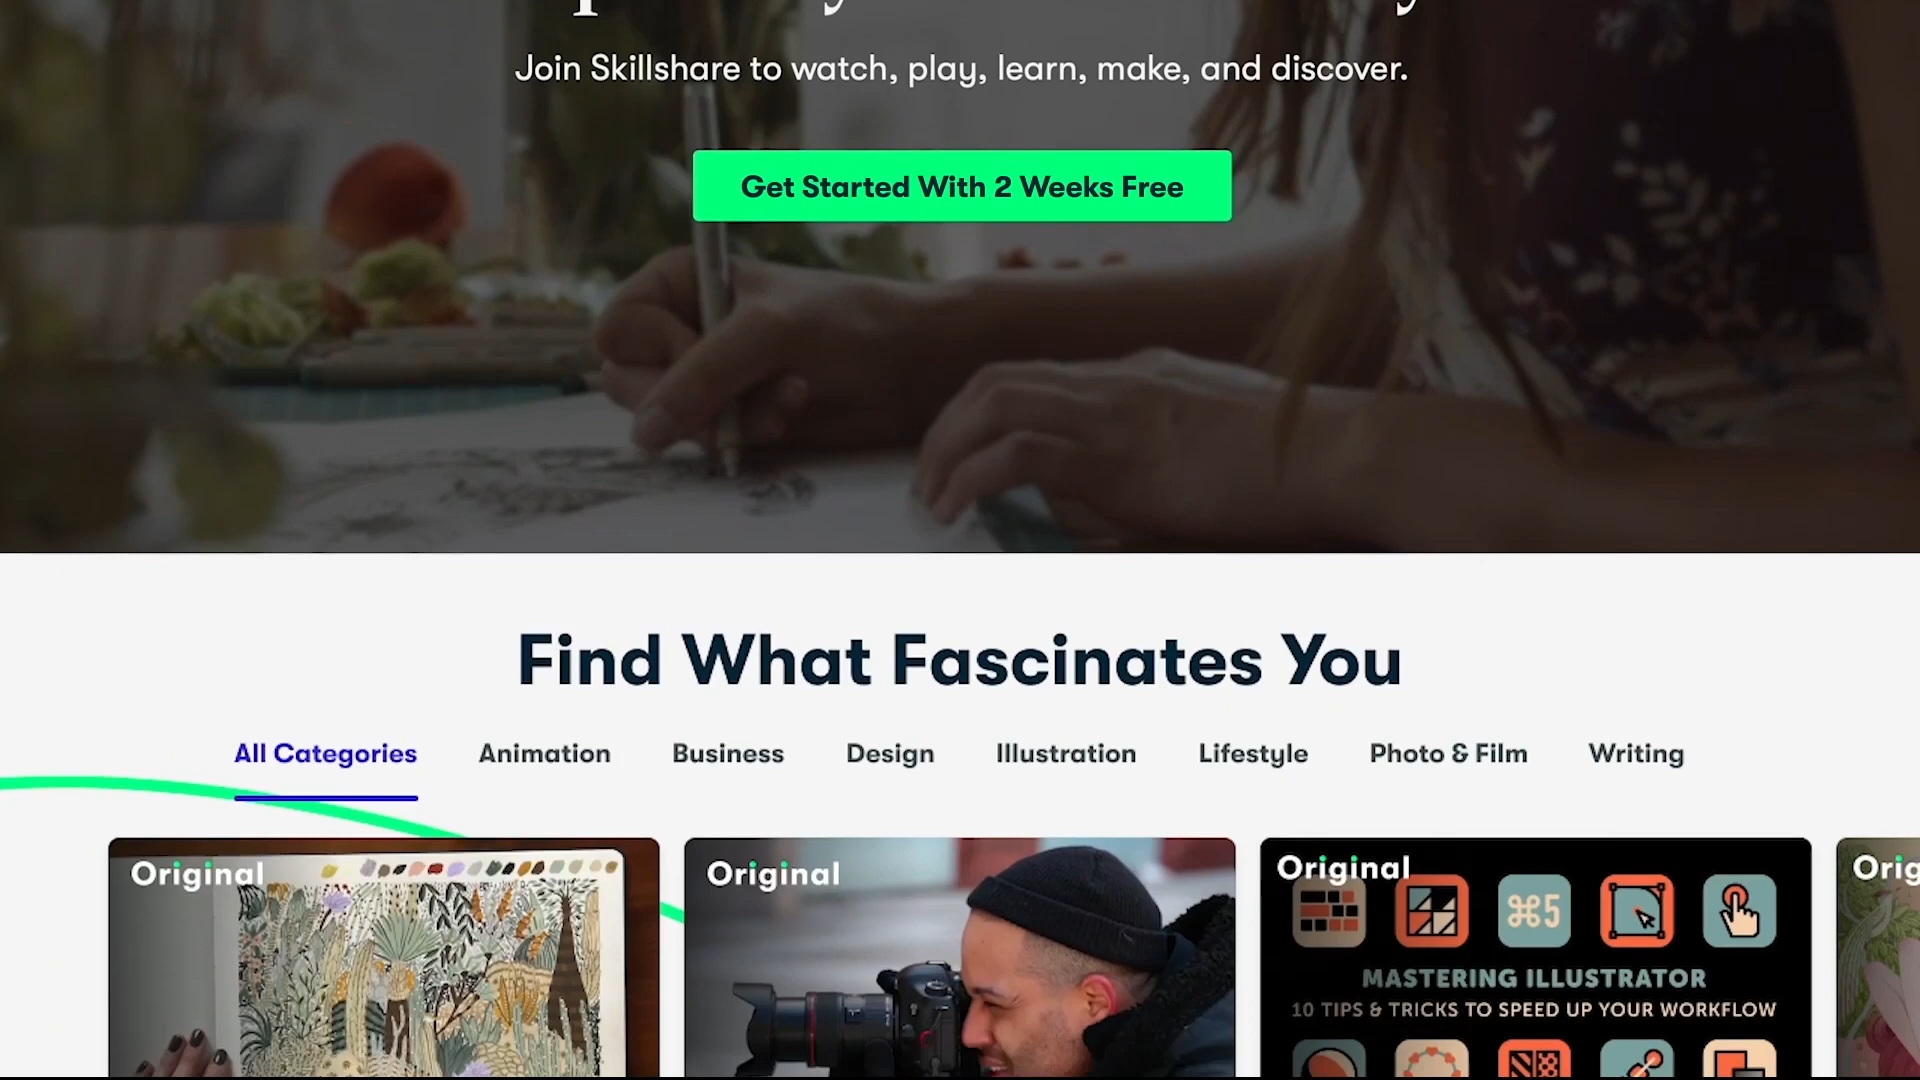 Join Skillshare to watch, play, learn, make, and discover.
Get Started With 2 Weeks Free
Find What Fascinates You
All Categories
Animation
Business
Design
Illustration
Lifestyle
Photo & Film
Writing
Original
Original
Original
⌘5
MASTERING ILLUSTRATOR
10 TIPS & TRICKS TO SPEED UP YOUR WORKFLOW